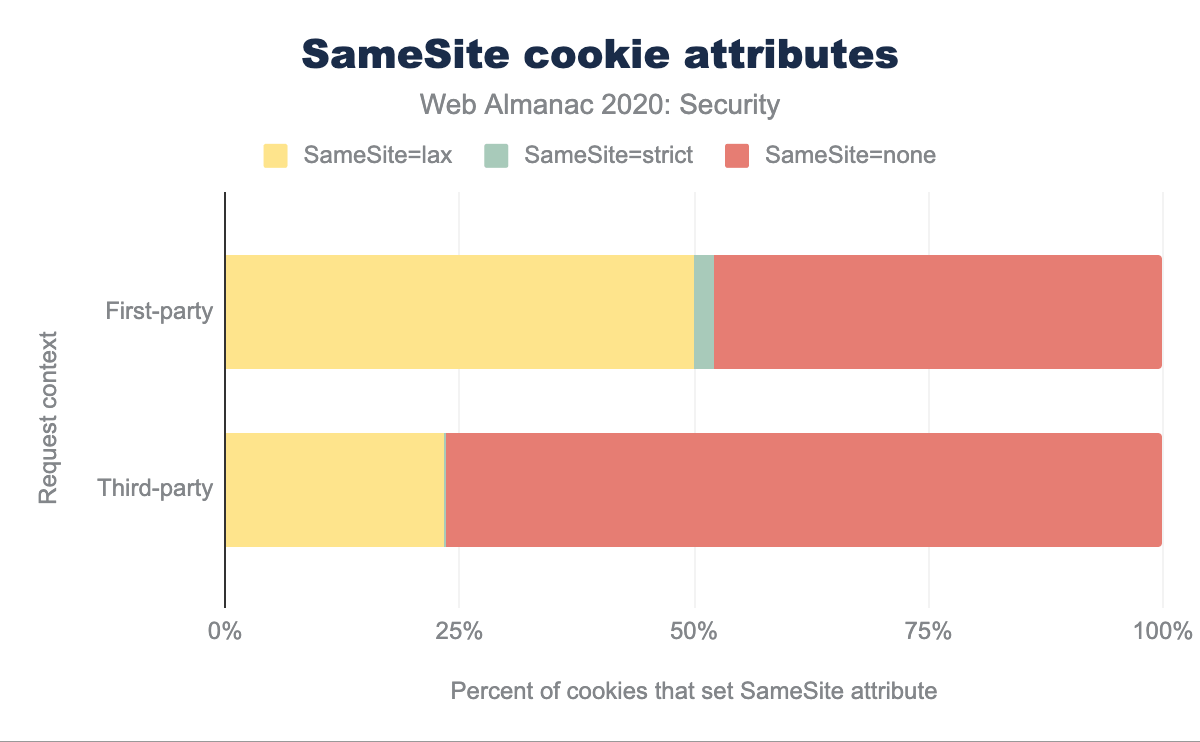 SameSite cookie attributes
Web Almanac 2020: Security
SameSite=lax SameSite=strict SameSite=none
Request context
First-party
Third-party
0% 25% 50% 75% 100%
Percent of cookies that set SameSite attribute